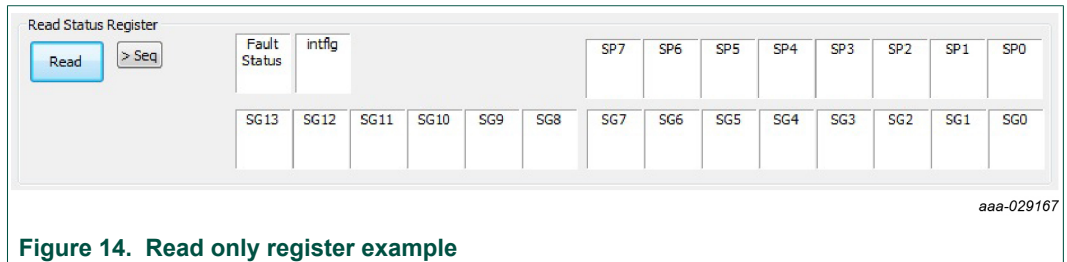 Read Status Register
Read > Seq Fault Status intflg SP7 SP6 SP5 SP4 SP3 SP2 SP1 SP0
SG13 SG12 SG11 SG10 SG9 SG8 SG7 SG6 SG5 SG4 SG3 SG2 SG1 SG0
aaa-029167
Figure 14. Read only register example